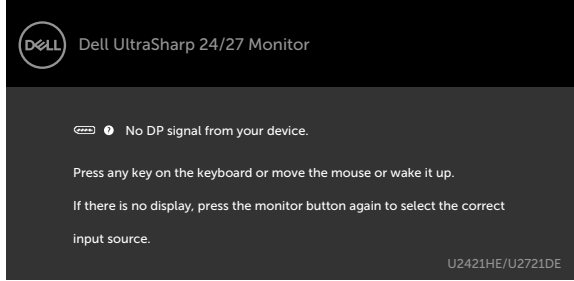 DELL
Dell UltraSharp 24/27 Monitor
? No DP signal from your device.
Press any key on the keyboard or move the mouse or wake it up.
If there is no display, press the monitor button again to select the correct
input source.
U2421HE/U2721DE